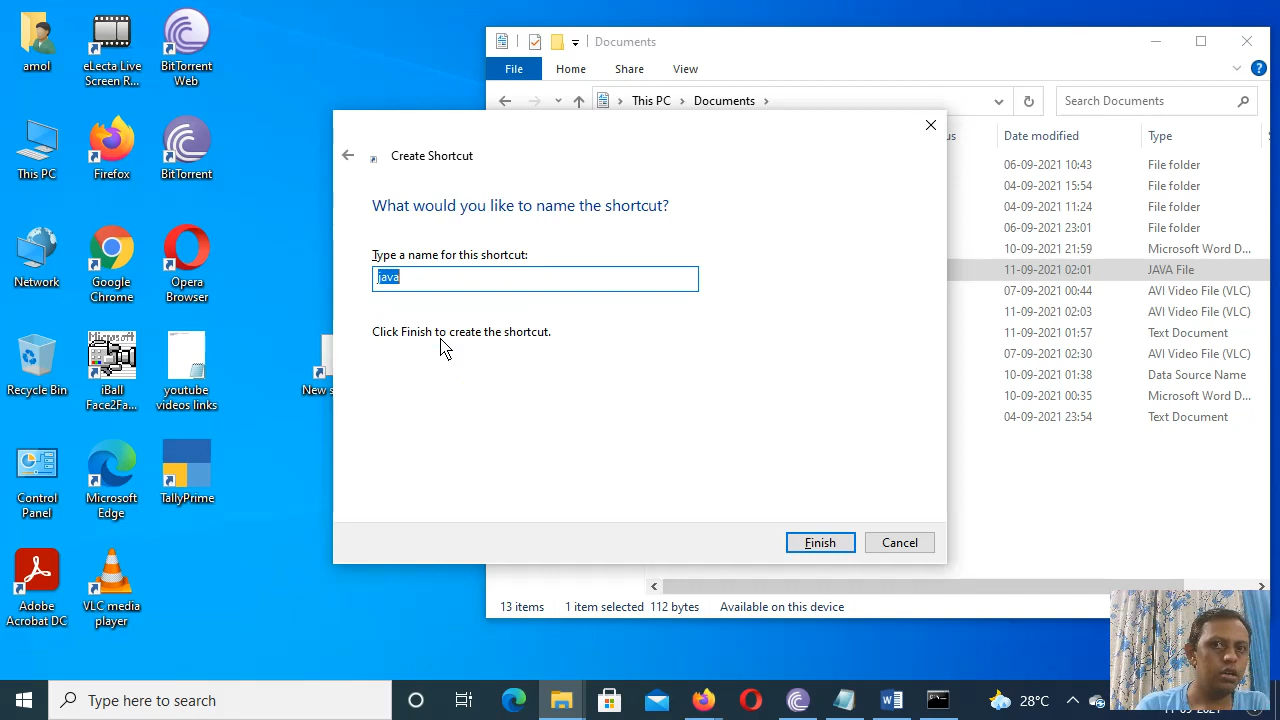 amol
eLecta Live
Screen R...
BitTorrent
Web
This PC
Firefox
BitTorrent
Network
Google
Chrome
Opera
Browser
Recycle Bin
Microsoft
iBall
Face2Fa...
youtube
videos links
New s
Control
Panel
Microsoft
Edge
TallyPrime
Adobe
Acrobat DC
VLC media
player
Documents
File
Home
Share
View
This PC
Documents
Search Documents
us
Date modified
Type
06-09-2021 10:43
File folder
04-09-2021 15:54
File folder
04-09-2021 11:24
File folder
06-09-2021 23:01
File folder
10-09-2021 21:59
Microsoft Word D...
11-09-2021 02:01
JAVA File
07-09-2021 00:44
AVI Video File (VLC)
11-09-2021 02:03
AVI Video File (VLC)
11-09-2021 01:57
Text Document
07-09-2021 02:30
AVI Video File (VLC)
10-09-2021 01:38
Data Source Name
10-09-2021 00:35
Microsoft Word D...
04-09-2021 23:54
Text Document
Create Shortcut
What would you like to name the shortcut?
Type a name for this shortcut:
java
Click Finish to create the shortcut.
Finish
Cancel
13 items
1 item selected 112 bytes
Available on this device
Type here to search
28°C